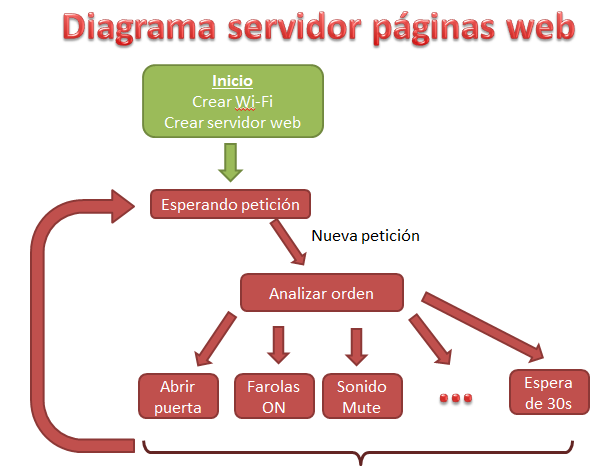 Diagrama servidor páginas web
Inicio
Crear Wi-Fi
Crear servidor web
Esperando petición
Nueva petición
Analizar orden
Abrir
puerta
Farolas
ON
Sonido
Mute
...
Espera
de 30s